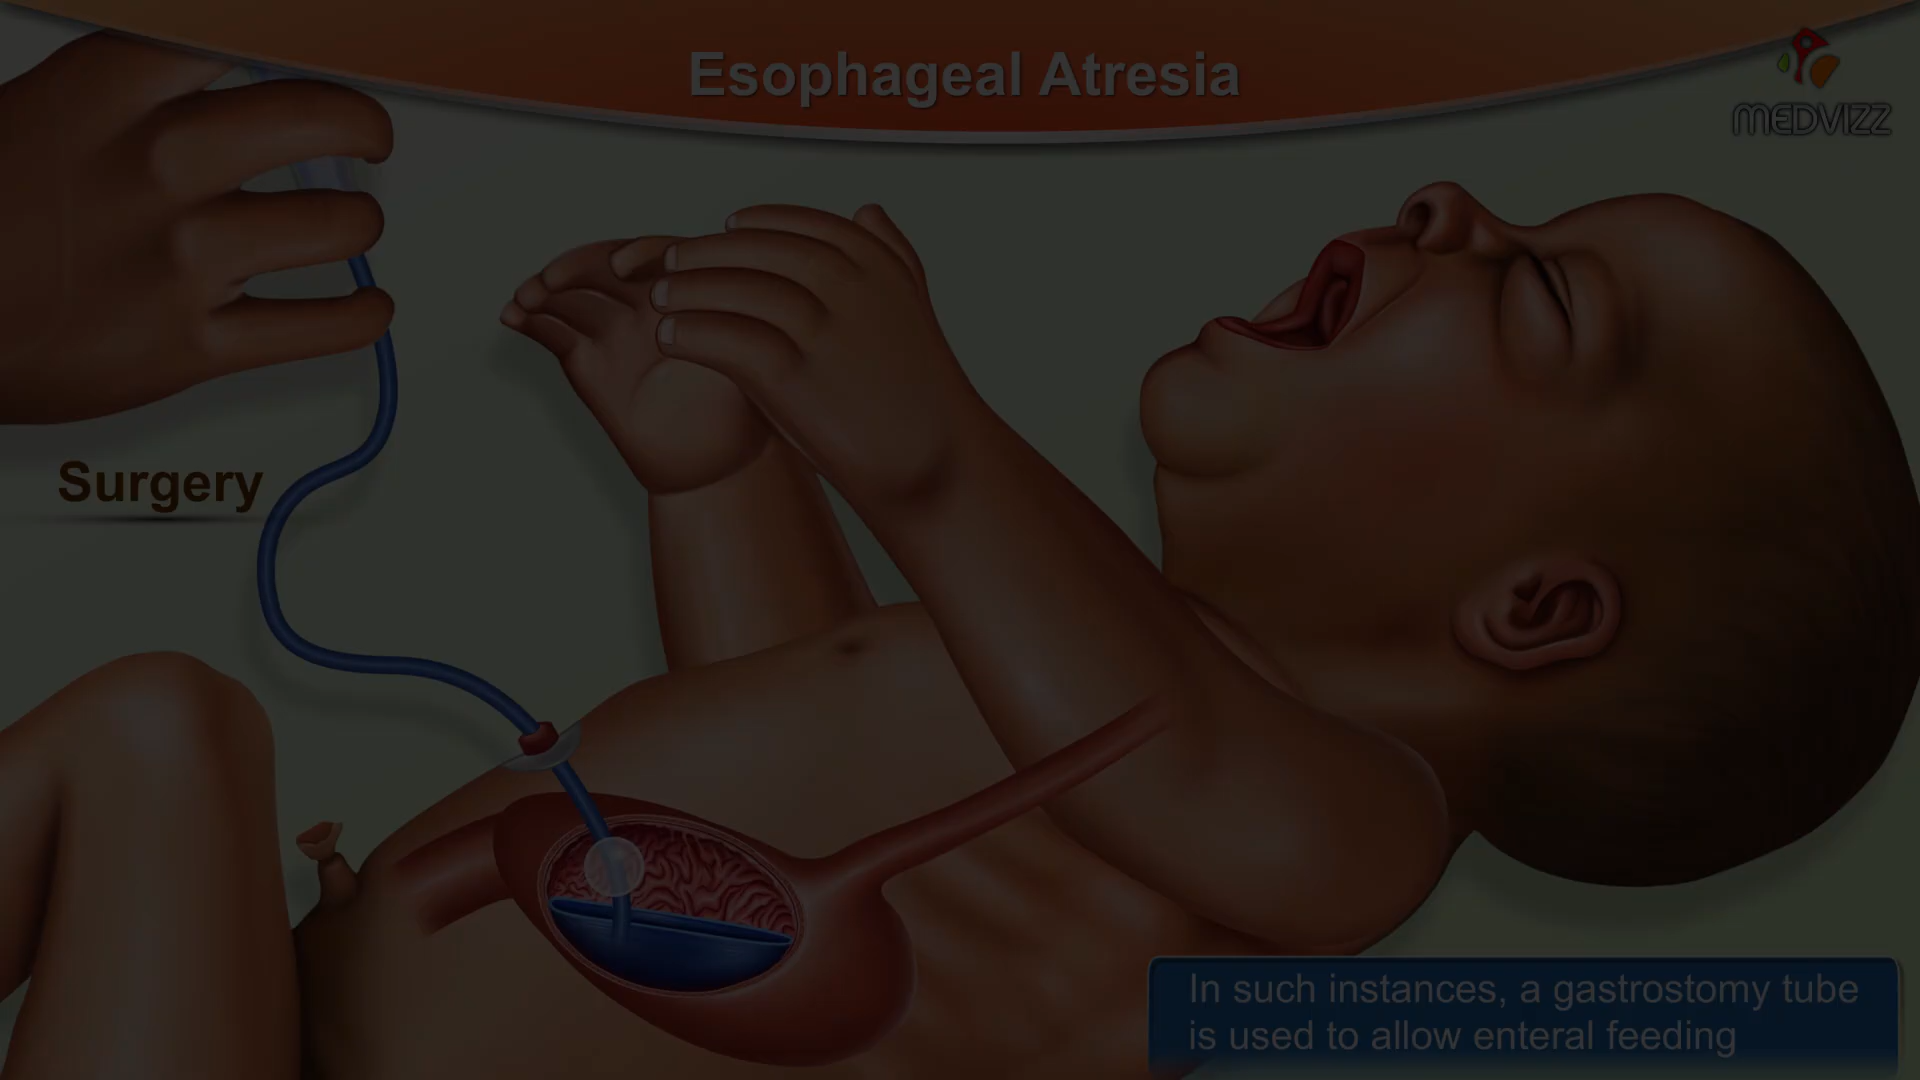 Esophageal Atresia
MEDVIZZ
Surgery
In such instances, a gastrostomy tube
is used to allow enteral feeding